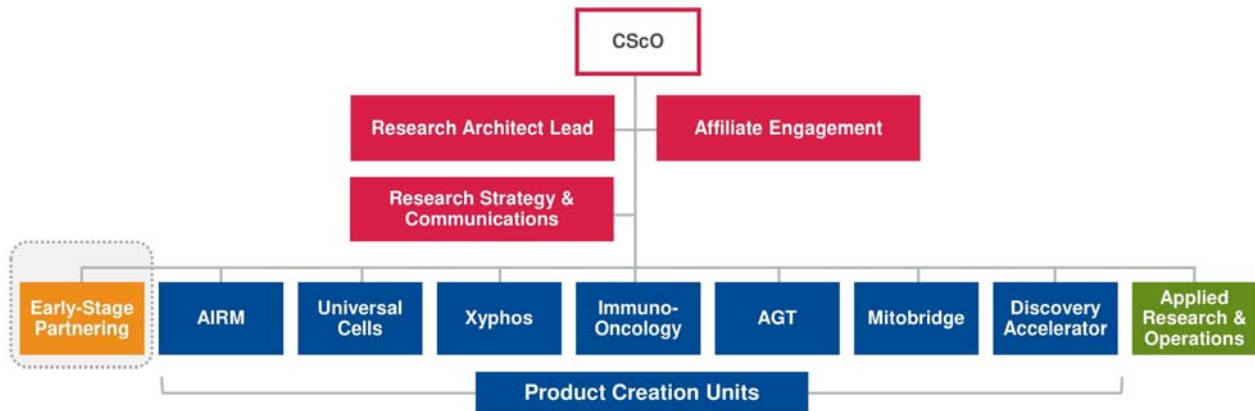 CScO
Research Architect Lead
Affiliate Engagement
Research Strategy &
Communications
Early-Stage
Partnering
AIRM
Universal
Cells
Xyphos
Immuno-
Oncology
AGT
Mitobridge
Discovery
Accelerator
Applied
Research &
Operations
Product Creation Units